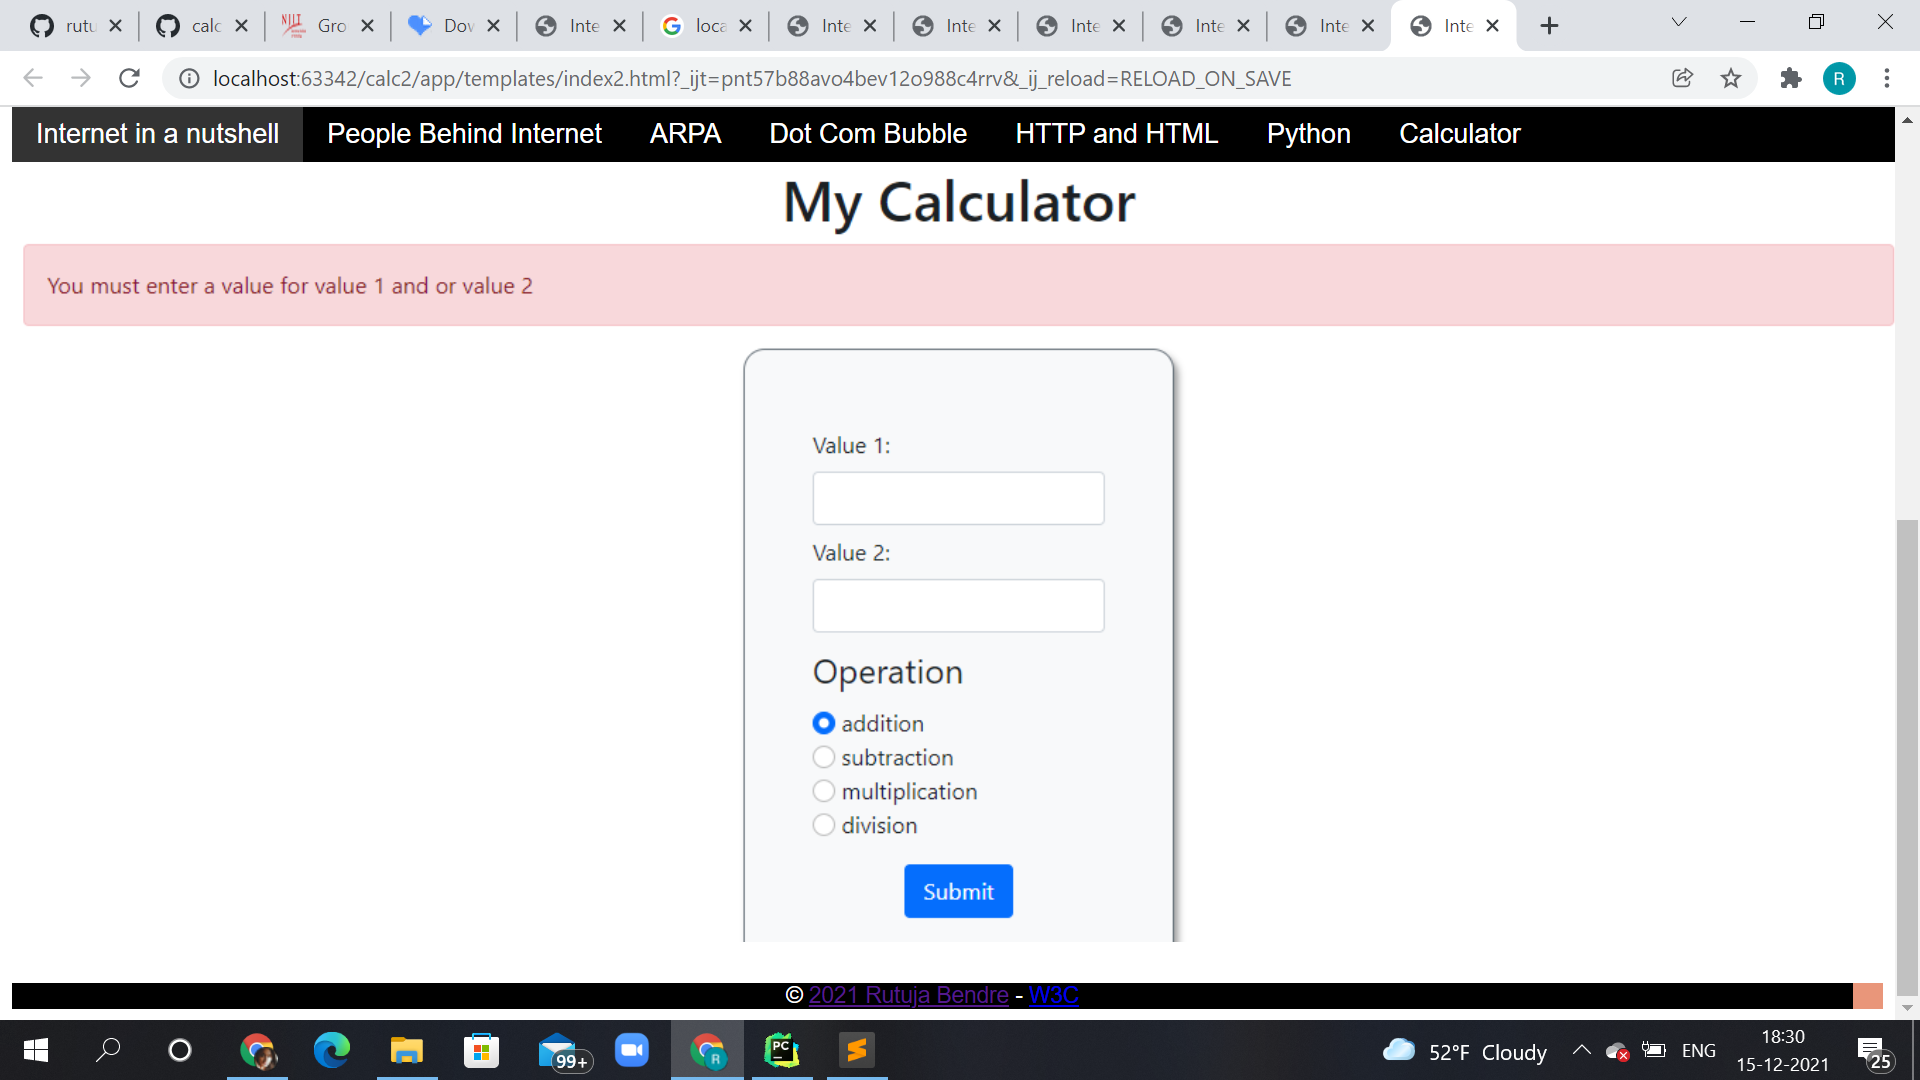 rutu
calc
Gro
Dov
Inte
loca
Inte
Inte
Inte
Inte
Inte
Inte
localhost:63342/calc2/app/templates/index2.html?_ijt=pnt57b88avo4bev12o988c4rrv&_ij_reload=RELOAD_ON_SAVE
R
Internet in a nutshell People Behind Internet ARPA Dot Com Bubble HTTP and HTML Python Calculator
My Calculator
You must enter a value for value 1 and or value 2
Value 1:
Value 2:
Operation
addition
subtraction
multiplication
division
Submit
© 2021 Rutuja Bendre - W3C
99+
R
PC
52°F Cloudy
ENG
18:30
15-12-2021
25